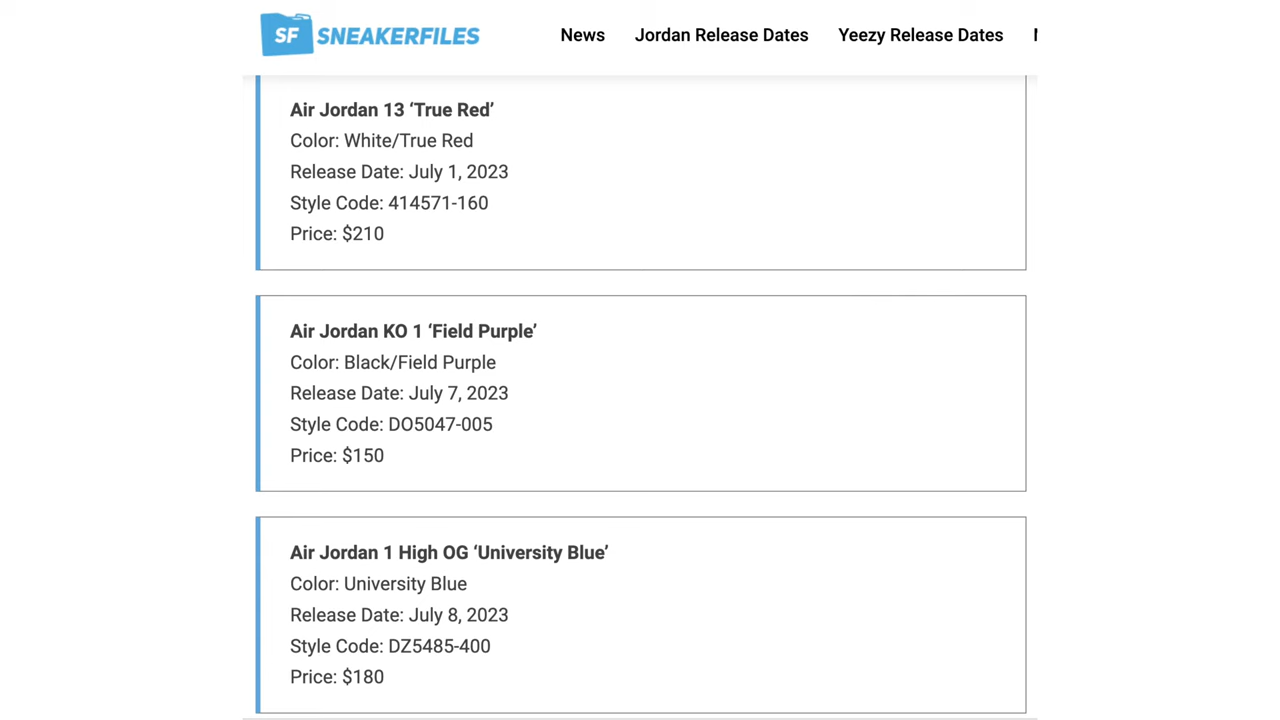 SF SNEAKERFILES
News Jordan Release Dates Yeezy Release Dates
Air Jordan 13 ‘True Red’
Color: White/True Red
Release Date: July 1, 2023
Style Code: 414571-160
Price: $210
Air Jordan KO 1 ‘Field Purple’
Color: Black/Field Purple
Release Date: July 7, 2023
Style Code: DO5047-005
Price: $150
Air Jordan 1 High OG ‘University Blue’
Color: University Blue
Release Date: July 8, 2023
Style Code: DZ5485-400
Price: $180